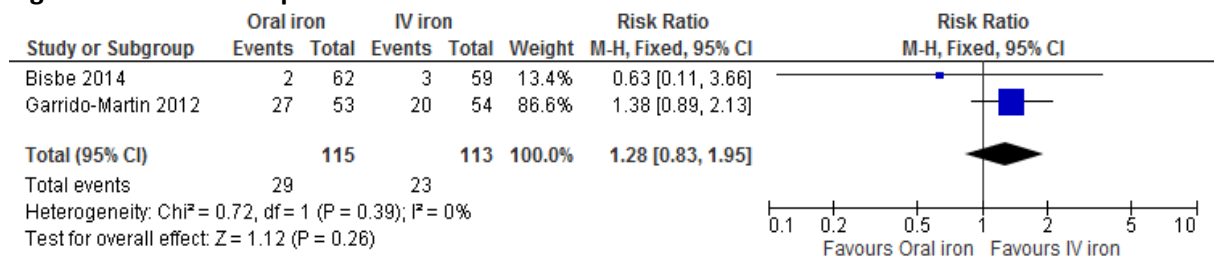 Oral iron IV iron Risk Ratio Risk Ratio
Study or Subgroup Events Total Events Total Weight M-H, Fixed, 95% CI M-H, Fixed, 95% CI
Bisbe 2014 2 62 3 59 13.4% 0.63 [0.11, 3.66]
Garrido-Martin 2012 27 53 20 54 86.6% 1.38 [0.89, 2.13]
Total (95% CI) 115 113 100.0% 1.28 [0.83, 1.95]
Total events 29 23
Heterogeneity: Chi² = 0.72, df = 1 (P = 0.39); I² = 0%
Test for overall effect: Z = 1.12 (P = 0.26)
0.1 0.2 0.5 1 2 5 10
Favours Oral iron Favours IV iron